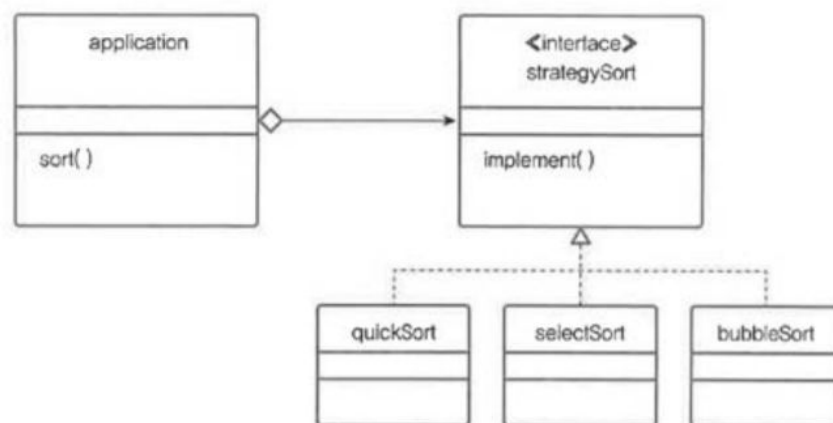 application
≪interface≫
strategySort
sort( )
implement( )
quickSort
selectSort
bubbleSort